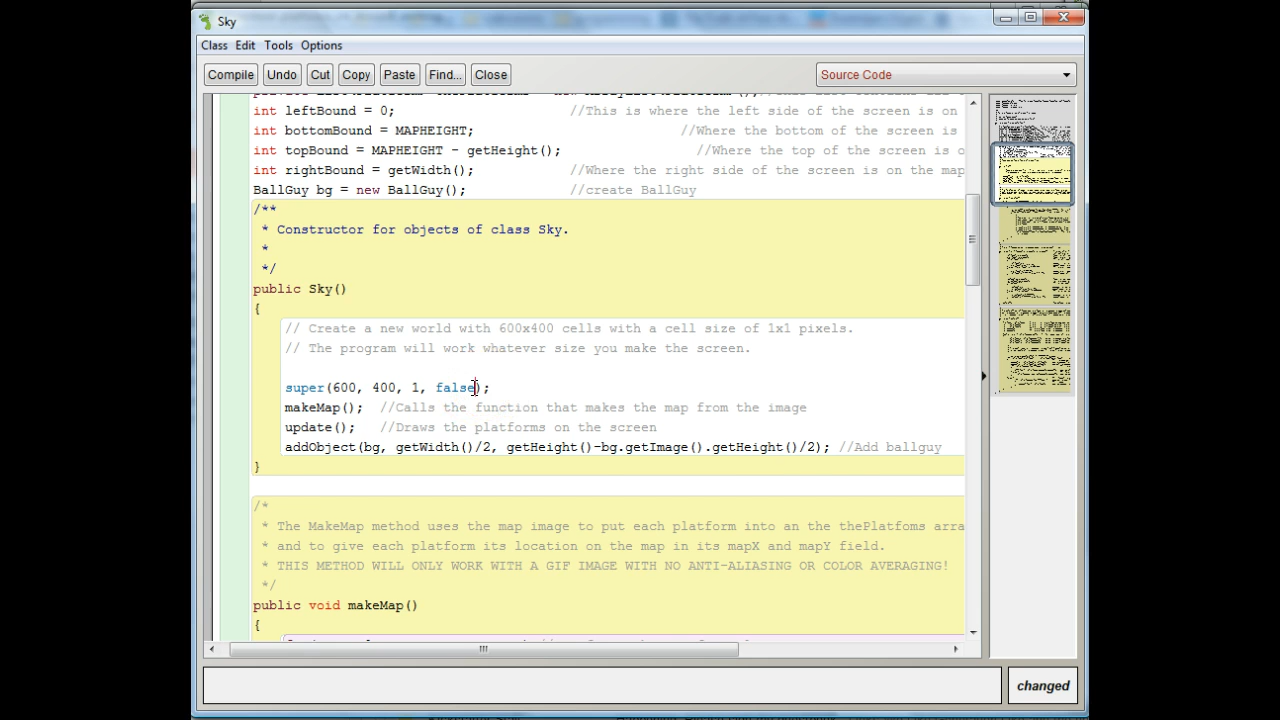 Sky
Class Edit Tools Options
Compile Undo Cut Copy Paste Find... Close Source Code
int leftBound = 0; //This is where the left side of the screen is on
int bottomBound = MAPHEIGHT; //Where the bottom of the screen is
int topBound = MAPHEIGHT - getHeight(); //Where the top of the screen is o
int rightBound = getWidth(); //Where the right side of the screen is on the map
BallGuy bg = new BallGuy(); //create BallGuy
/**
* Constructor for objects of class Sky.
*
*/
public Sky()
{
// Create a new world with 600x400 cells with a cell size of 1x1 pixels.
// The program will work whatever size you make the screen.
super(600, 400, 1, false);
makeMap(); //Calls the function that makes the map from the image
update(); //Draws the platforms on the screen
addObject(bg, getWidth()/2, getHeight()-bg.getImage().getHeight()/2); //Add ballguy
}
/*
* The MakeMap method uses the map image to put each platform into an the thePlatfoms arra
* and to give each platform its location on the map in its mapX and mapY field.
* THIS METHOD WILL ONLY WORK WITH A GIF IMAGE WITH NO ANTI-ALIASING OR COLOR AVERAGING!
*/
public void makeMap()
{
changed